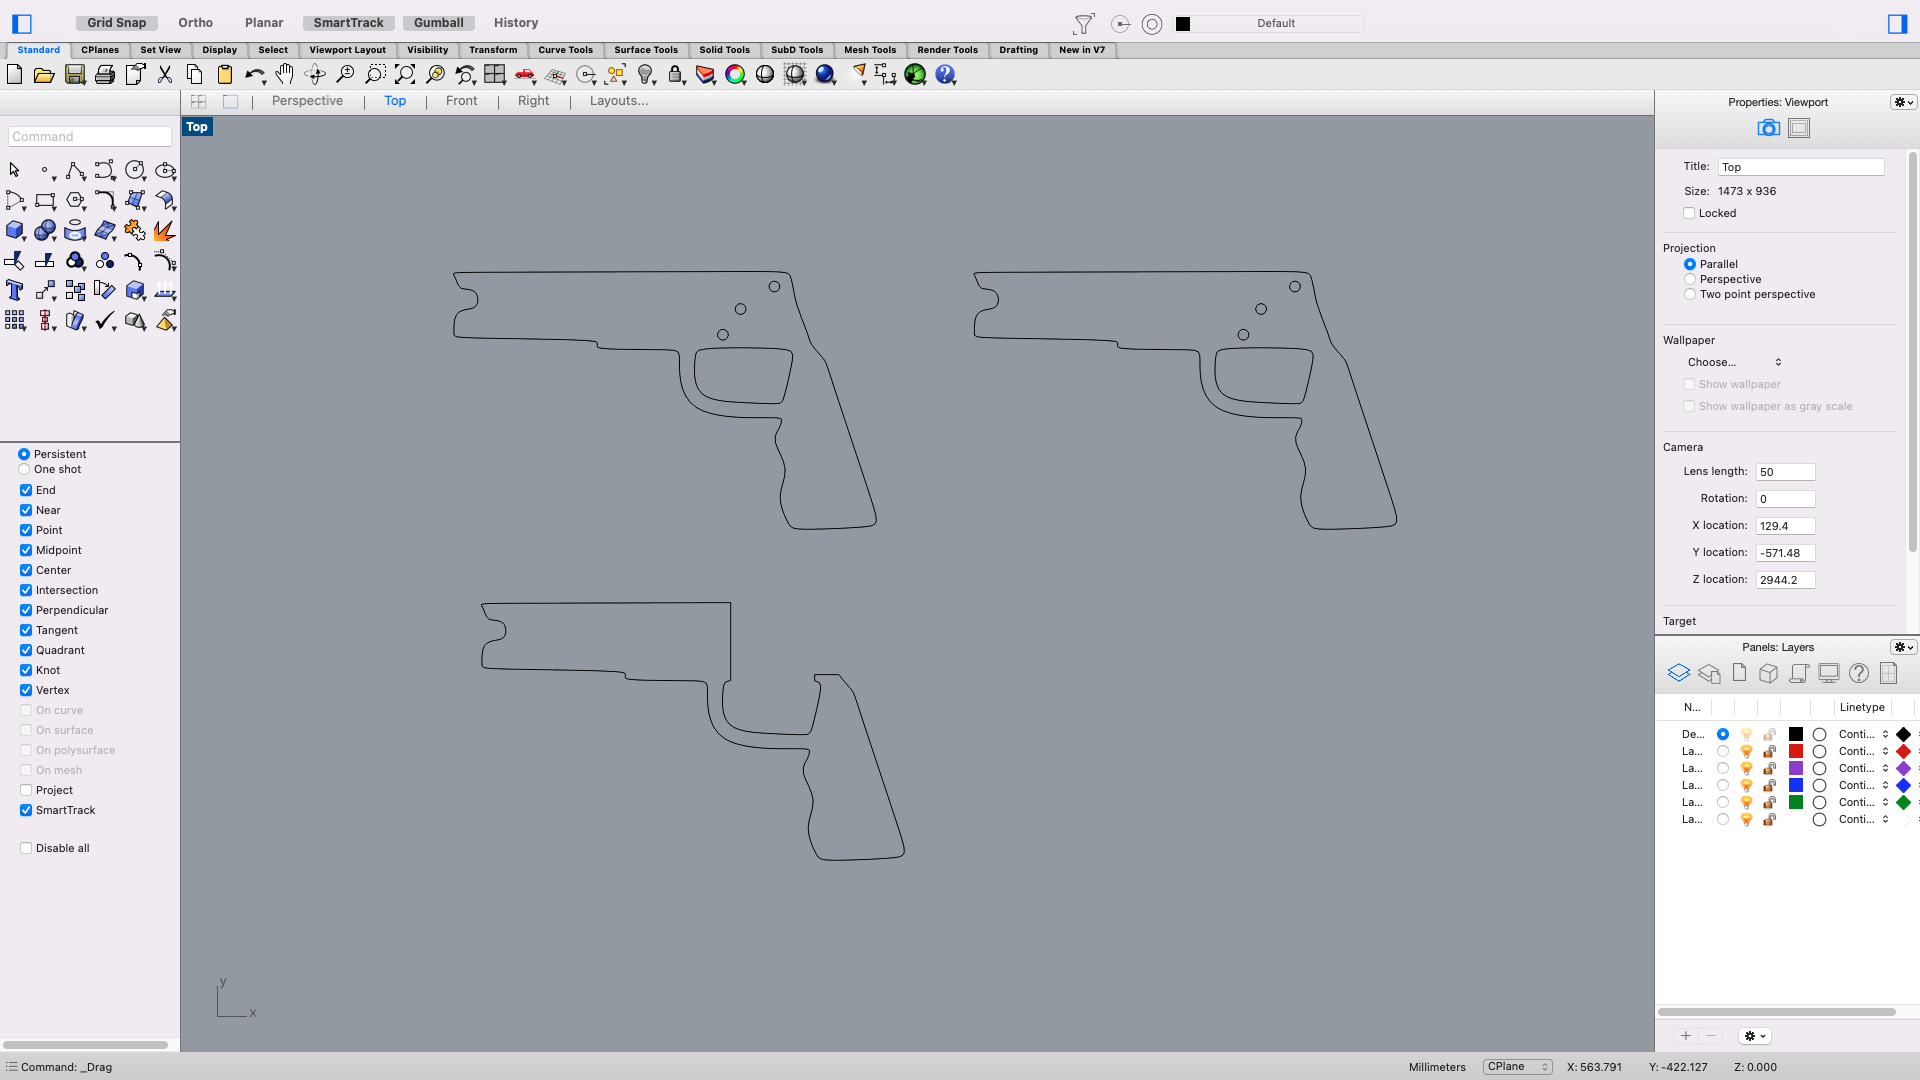 Grid Snap Ortho Planar SmartTrack Gumball History Default
Standard CPlanes Set View Display Select Viewport Layout Visibility Transform Curve Tools Surface Tools Solid Tools SubD Tools Mesh Tools Render Tools Drafting New in V7
Perspective Top Front Right Layouts...
Top
Command
Persistent
One shot
End
Near
Point
Midpoint
Center
Intersection
Perpendicular
Tangent
Quadrant
Knot
Vertex
On curve
On surface
On polysurface
On mesh
Project
SmartTrack
Disable all
y
x
Properties: Viewport
Title: Top
Size: 1473 x 936
Locked
Projection
Parallel
Perspective
Two point perspective
Wallpaper
Choose...
Show wallpaper
Show wallpaper as gray scale
Camera
Lens length: 50
Rotation: 0
X location: 129.4
Y location: -571.48
Z location: 2944.2
Target
Panels: Layers
N... Linetype
De... Conti...
La... Conti...
La... Conti...
La... Conti...
La... Conti...
La... Conti...
Command: _Drag
Millimeters CPlane X: 563.791 Y: -422.127 Z: 0.000